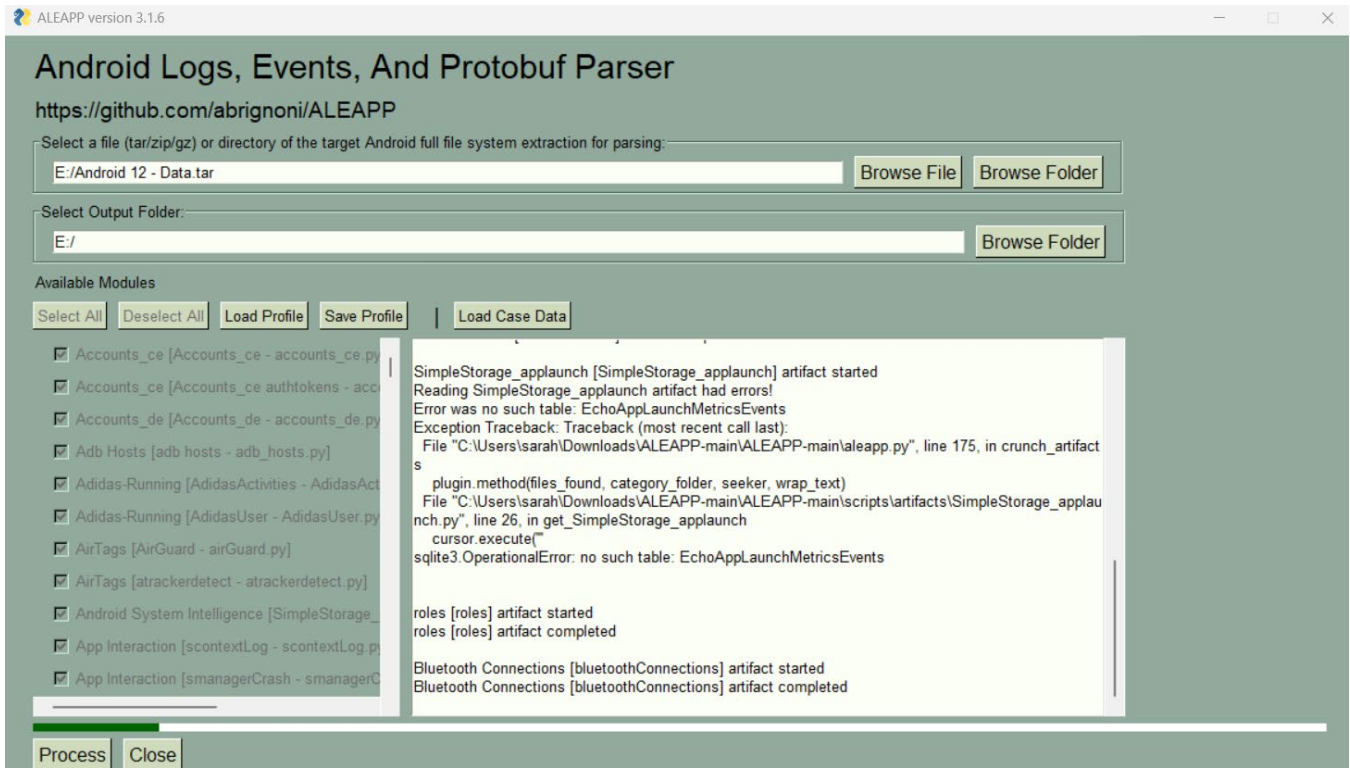 ALEAPP version 3.1.6
Android Logs, Events, And Protobuf Parser
https://github.com/abrignoni/ALEAPP
Select a file (tar/zip/gz) or directory of the target Android full file system extraction for parsing:
E:/Android 12 - Data.tar
Browse File
Browse Folder
Select Output Folder:
E:/
Browse Folder
Available Modules
Select All
Deselect All
Load Profile
Save Profile
|
Load Case Data
Accounts_ce [Accounts_ce - accounts_ce.py
Accounts_ce [Accounts_ce authtokens - acc
Accounts_de [Accounts_de - accounts_de.py
Adb Hosts [adb hosts - adb_hosts.py]
Adidas-Running [AdidasActivities - AdidasAct
Adidas-Running [AdidasUser - AdidasUser.py
AirTags [AirGuard - airGuard.py]
AirTags [atrackerdetect - atrackerdetect.py]
Android System Intelligence [SimpleStorage_
App Interaction [scontextLog - scontextLog.py
App Interaction [smanagerCrash - smanagerC
SimpleStorage_applaunch [SimpleStorage_applaunch] artifact started
Reading SimpleStorage_applaunch artifact had errors!
Error was no such table: EchoAppLaunchMetricsEvents
Exception Traceback: Traceback (most recent call last):
File "C:\Users\sarah\Downloads\ALEAPP-main\ALEAPP-main\aleapp.py", line 175, in crunch_artifact
s
plugin.method(files_found, category_folder, seeker, wrap_text)
File "C:\Users\sarah\Downloads\ALEAPP-main\ALEAPP-main\scripts\artifacts\SimpleStorage_applau
nch.py", line 26, in get_SimpleStorage_applaunch
cursor.execute('''
sqlite3.OperationalError: no such table: EchoAppLaunchMetricsEvents
roles [roles] artifact started
roles [roles] artifact completed
Bluetooth Connections [bluetoothConnections] artifact started
Bluetooth Connections [bluetoothConnections] artifact completed
Process
Close